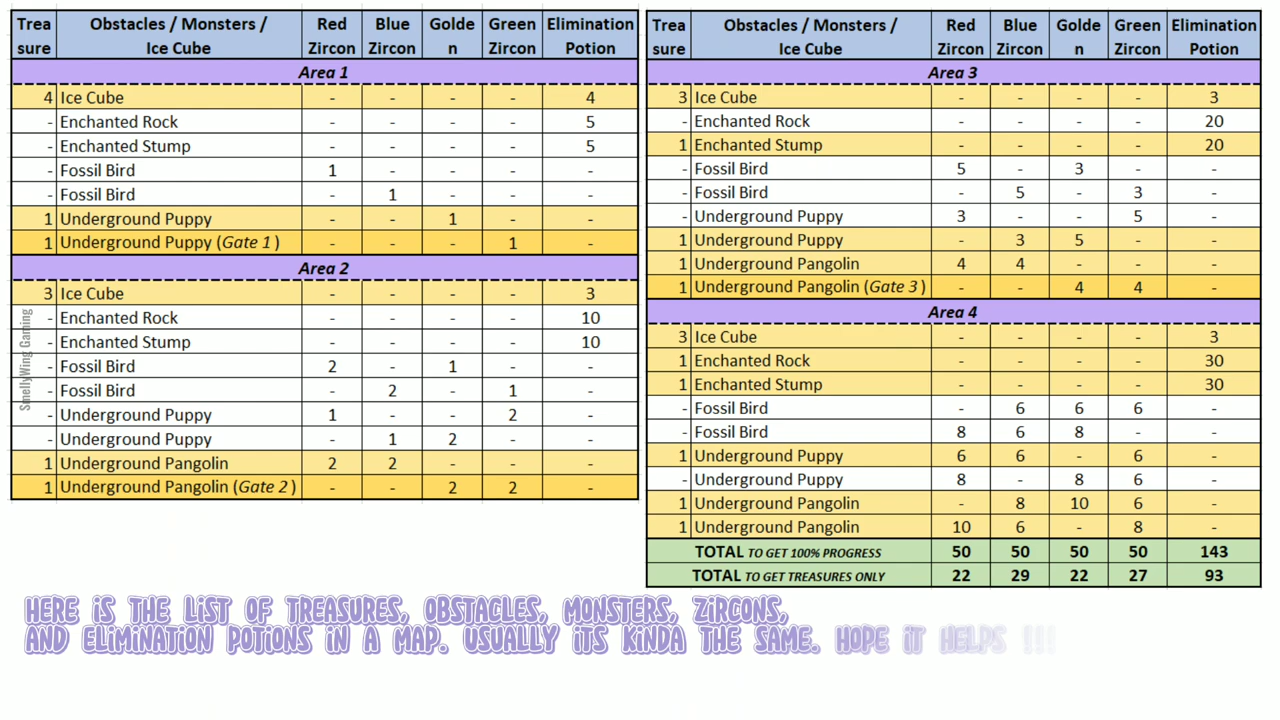 Trea sure | Obstacles / Monsters / Ice Cube | Red Zircon | Blue Zircon | Golde n | Green Zircon | Elimination Potion
Area 1
4 | Ice Cube | - | - | - | - | 4
- | Enchanted Rock | - | - | - | - | 5
- | Enchanted Stump | - | - | - | - | 5
- | Fossil Bird | 1 | - | - | - | -
- | Fossil Bird | - | 1 | - | - | -
1 | Underground Puppy | - | - | 1 | - | -
1 | Underground Puppy (Gate 1 ) | - | - | - | 1 | -
Area 2
3 | Ice Cube | - | - | - | - | 3
- | Enchanted Rock | - | - | - | - | 10
- | Enchanted Stump | - | - | - | - | 10
- | Fossil Bird | 2 | - | 1 | - | -
- | Fossil Bird | - | 2 | - | 1 | -
- | Underground Puppy | 1 | - | - | 2 | -
- | Underground Puppy | - | 1 | 2 | - | -
1 | Underground Pangolin | 2 | 2 | - | - | -
1 | Underground Pangolin (Gate 2 ) | - | - | 2 | 2 | -
SmellyWing Gaming
Trea sure | Obstacles / Monsters / Ice Cube | Red Zircon | Blue Zircon | Golde n | Green Zircon | Elimination Potion
Area 3
3 | Ice Cube | - | - | - | - | 3
- | Enchanted Rock | - | - | - | - | 20
1 | Enchanted Stump | - | - | - | - | 20
- | Fossil Bird | 5 | - | 3 | - | -
- | Fossil Bird | - | 5 | - | 3 | -
- | Underground Puppy | 3 | - | - | 5 | -
1 | Underground Puppy | - | 3 | 5 | - | -
1 | Underground Pangolin | 4 | 4 | - | - | -
1 | Underground Pangolin (Gate 3 ) | - | - | 4 | 4 | -
Area 4
3 | Ice Cube | - | - | - | - | 3
1 | Enchanted Rock | - | - | - | - | 30
1 | Enchanted Stump | - | - | - | - | 30
- | Fossil Bird | - | 6 | 6 | 6 | -
- | Fossil Bird | 8 | 6 | 8 | - | -
1 | Underground Puppy | 6 | 6 | - | 6 | -
- | Underground Puppy | 8 | - | 8 | 6 | -
1 | Underground Pangolin | - | 8 | 10 | 6 | -
1 | Underground Pangolin | 10 | 6 | - | 8 | -
TOTAL TO GET 100% PROGRESS | 50 | 50 | 50 | 50 | 143
TOTAL TO GET TREASURES ONLY | 22 | 29 | 22 | 27 | 93
HERE IS THE LIST OF TREASURES, OBSTACLES, MONSTERS, ZIRCONS,
AND ELIMINATION POTIONS IN A MAP. USUALLY ITS KINDA THE SAME. HOPE IT HELPS !!!